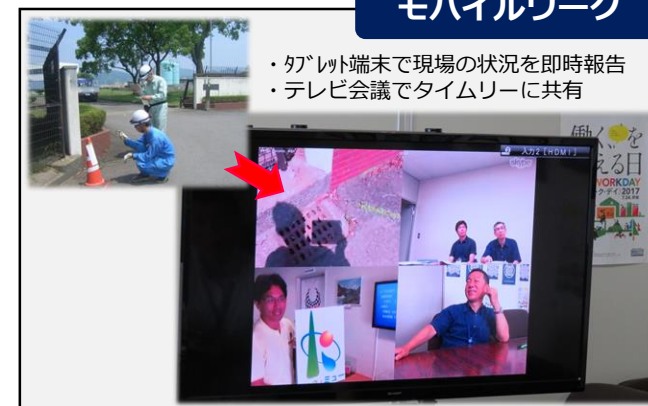 モバイルワーク
・ﾀﾌﾞﾚｯﾄ端末で現場の状況を即時報告
・テレビ会議でタイムリーに共有
入力2 [HDMI]
働く、を
える日
WORKDAY
2017